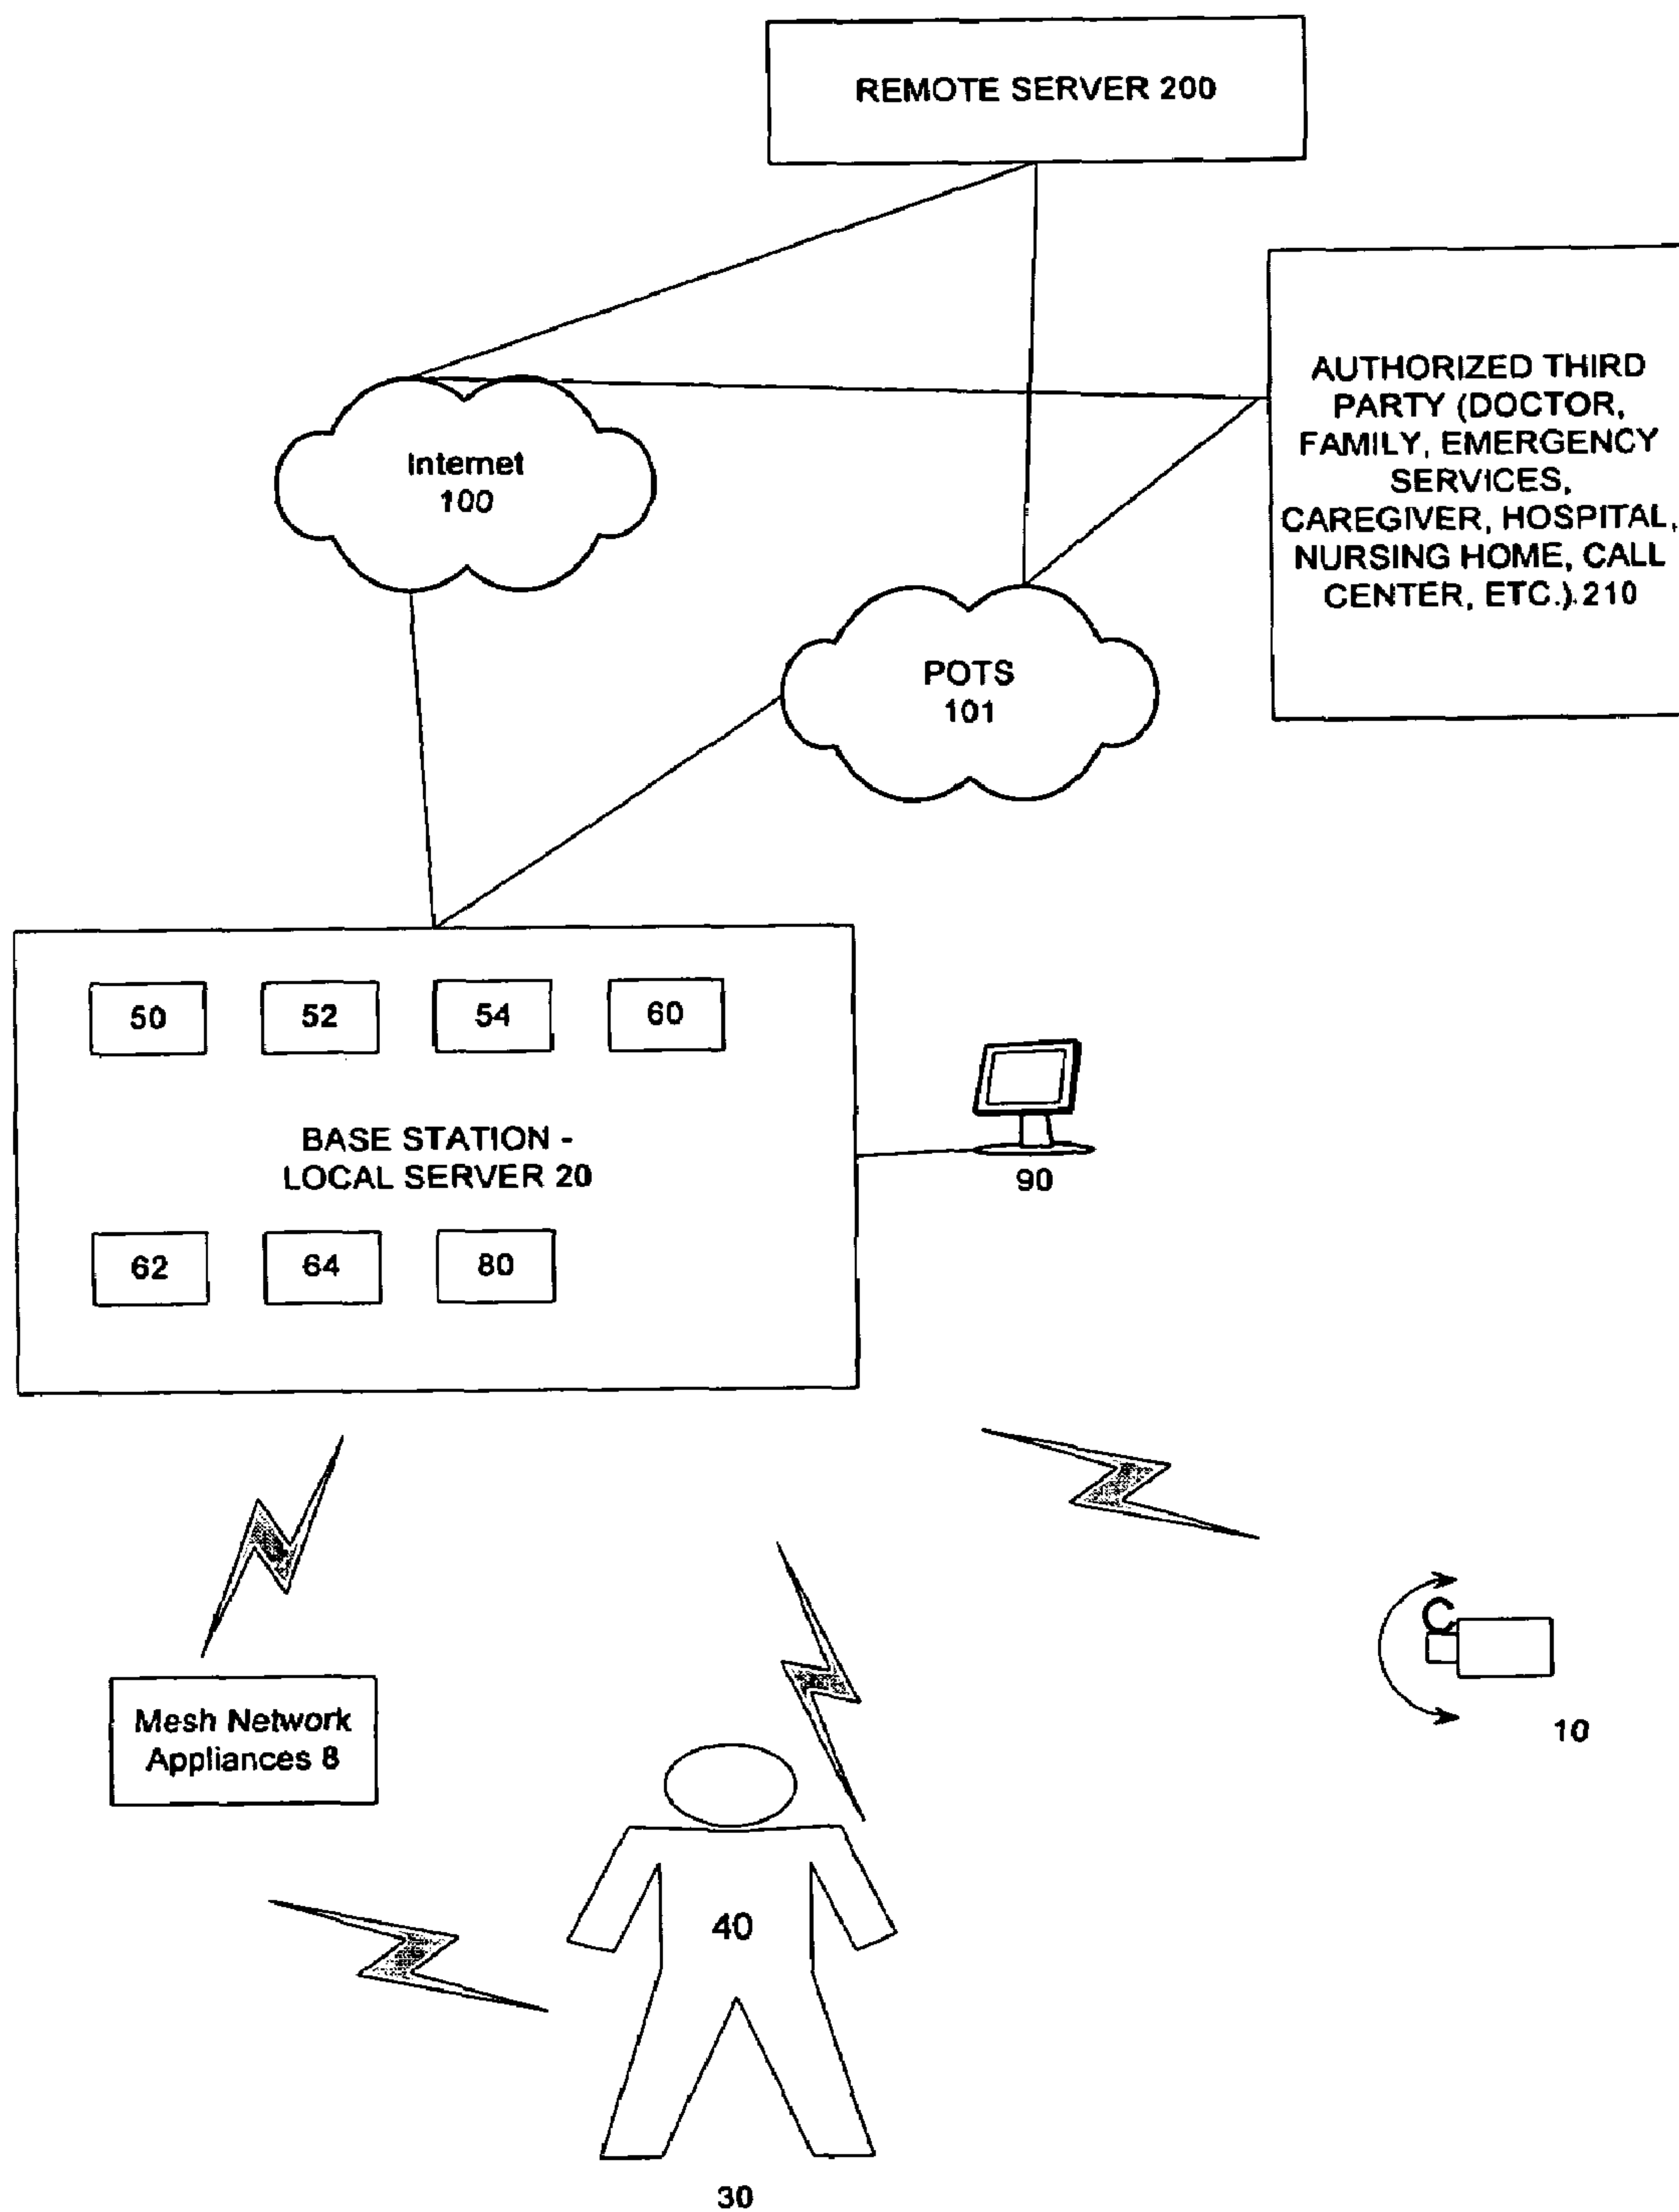 REMOTE SERVER 200
AUTHORIZED THIRD
PARTY (DOCTOR,
FAMILY, EMERGENCY
SERVICES,
CAREGIVER, HOSPITAL,
NURSING HOME, CALL
CENTER, ETC.) 210
Internet
100
POTS
101
50
52
54
60
BASE STATION -
LOCAL SERVER 20
90
62
64
80
C
10
Mesh Network
Appliances 8
40
30